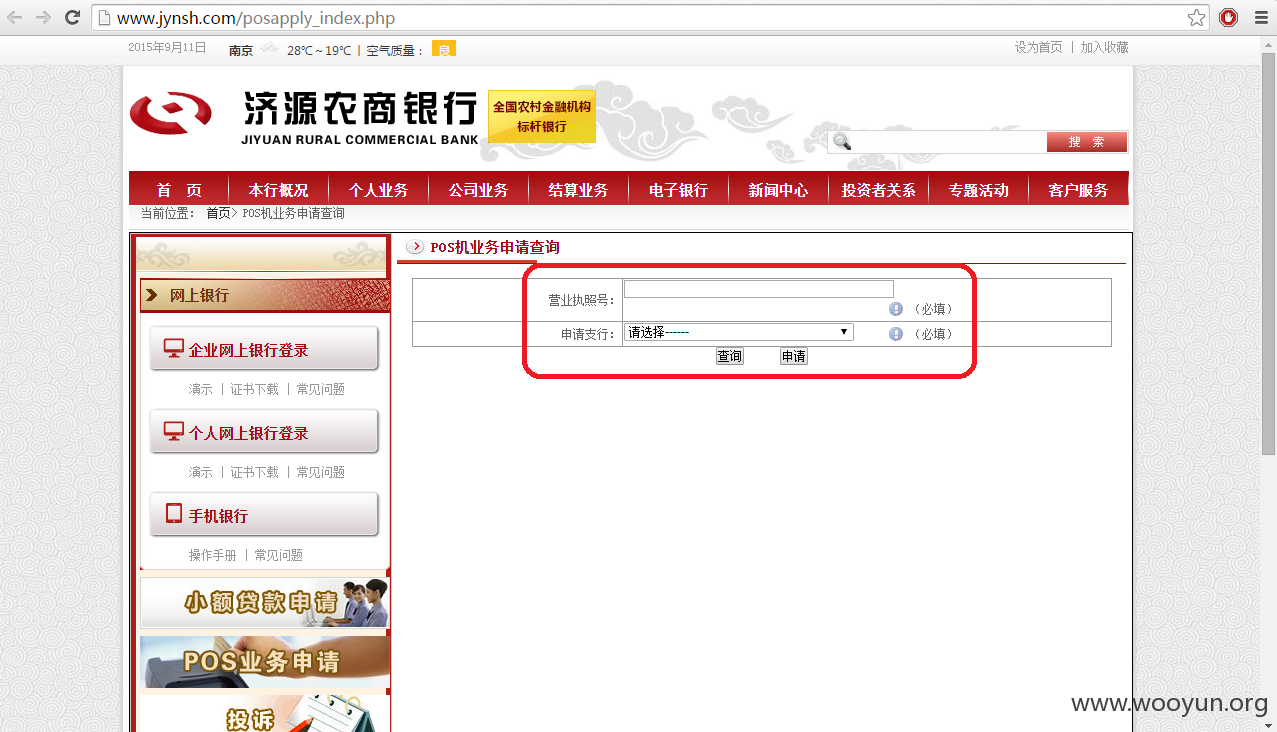 www.jynsh.com/posapply_index.php
2015年9月11日 南京 28℃～19℃ | 空气质量： 良 设为首页 | 加入收藏
济源农商银行
JIYUAN RURAL COMMERCIAL BANK
全国农村金融机构
标杆银行
搜 索
首 页 本行概况 个人业务 公司业务 结算业务 电子银行 新闻中心 投资者关系 专题活动 客户服务
当前位置： 首页> POS机业务申请查询
网上银行
企业网上银行登录
演示 | 证书下载 | 常见问题
个人网上银行登录
演示 | 证书下载 | 常见问题
手机银行
操作手册 | 常见问题
小额贷款申请
POS业务申请
投诉
POS机业务申请查询
营业执照号： （必填）
申请支行： 请选择------ （必填）
查询 申请
www.wooyun.org